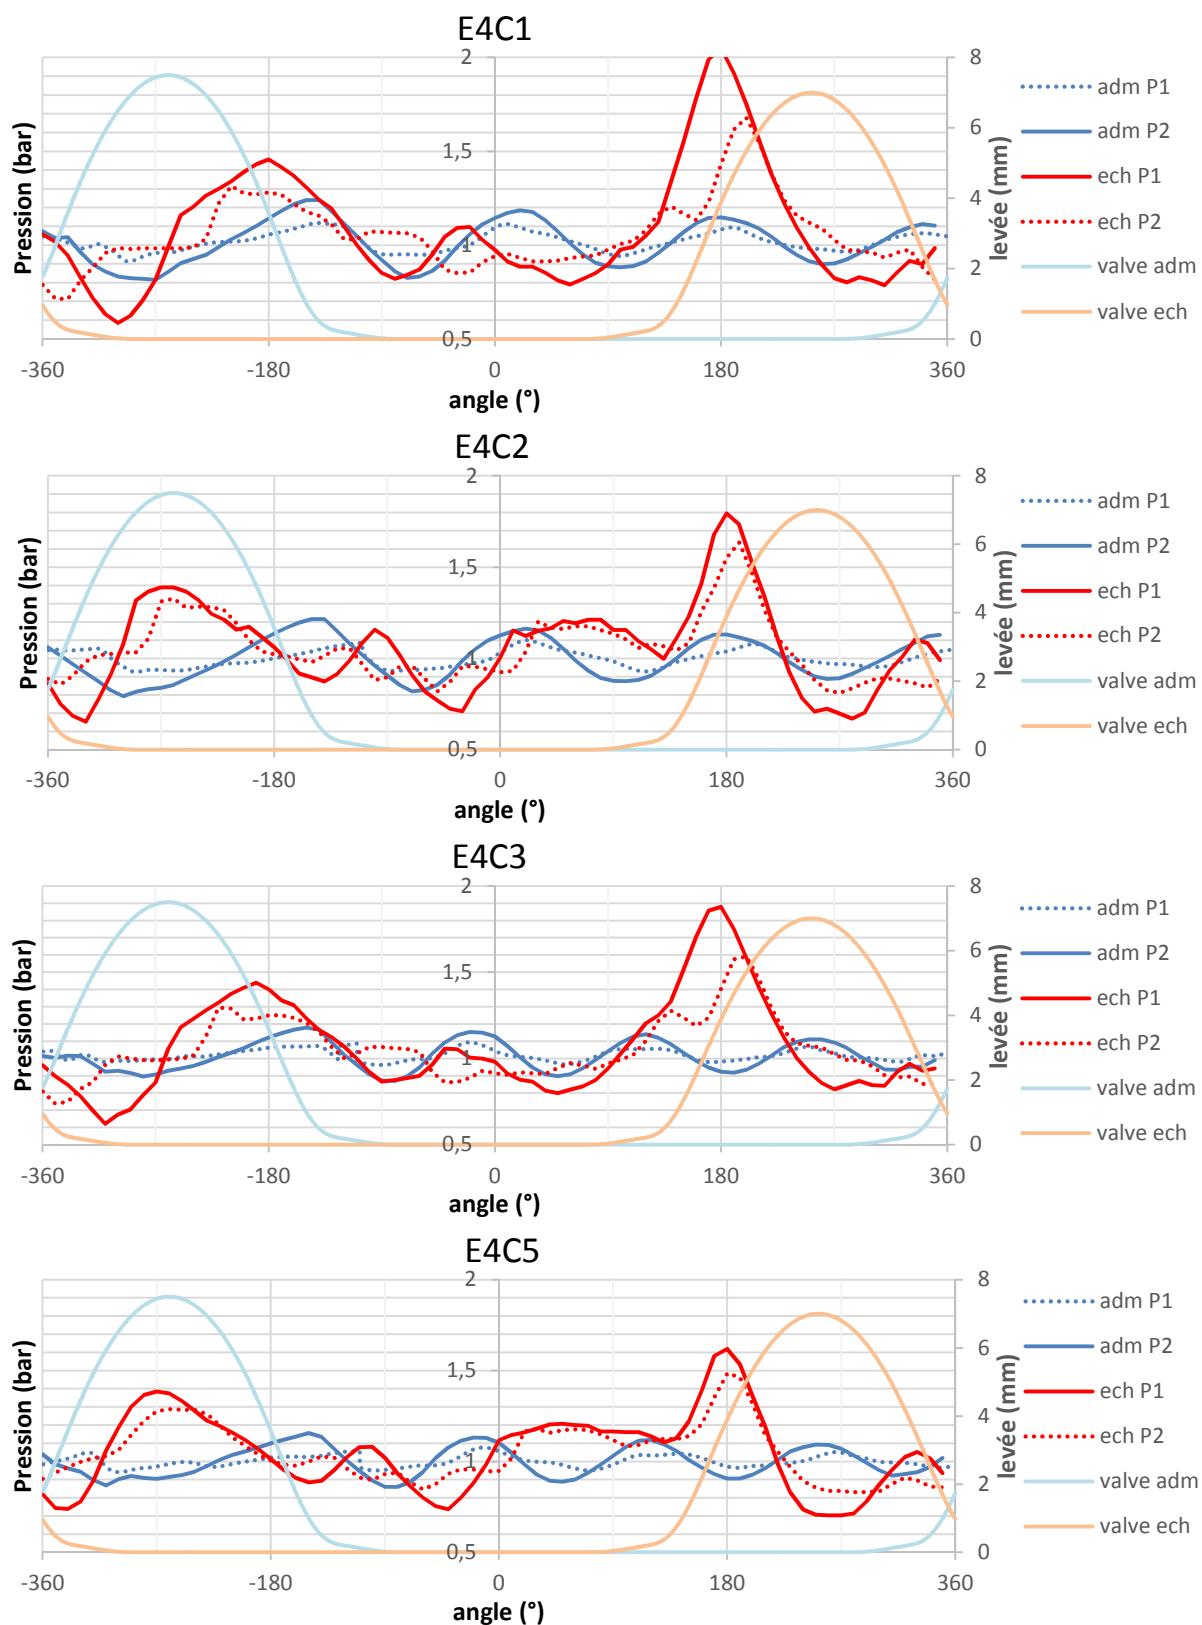 E4C1
Pression (bar)
2
1,5
1
0,5
8
6
4
2
0
levée (mm)
-360
-180
0
180
360
angle (°)
adm P1
adm P2
ech P1
ech P2
valve adm
valve ech
E4C2
Pression (bar)
2
1,5
1
0,5
8
6
4
2
0
levée (mm)
-360
-180
0
180
360
angle (°)
adm P1
adm P2
ech P1
ech P2
valve adm
valve ech
E4C3
Pression (bar)
2
1,5
1
0,5
8
6
4
2
0
levée (mm)
-360
-180
0
180
360
angle (°)
adm P1
adm P2
ech P1
ech P2
valve adm
valve ech
E4C5
Pression (bar)
2
1,5
1
0,5
8
6
4
2
0
levée (mm)
-360
-180
0
180
360
angle (°)
adm P1
adm P2
ech P1
ech P2
valve adm
valve ech